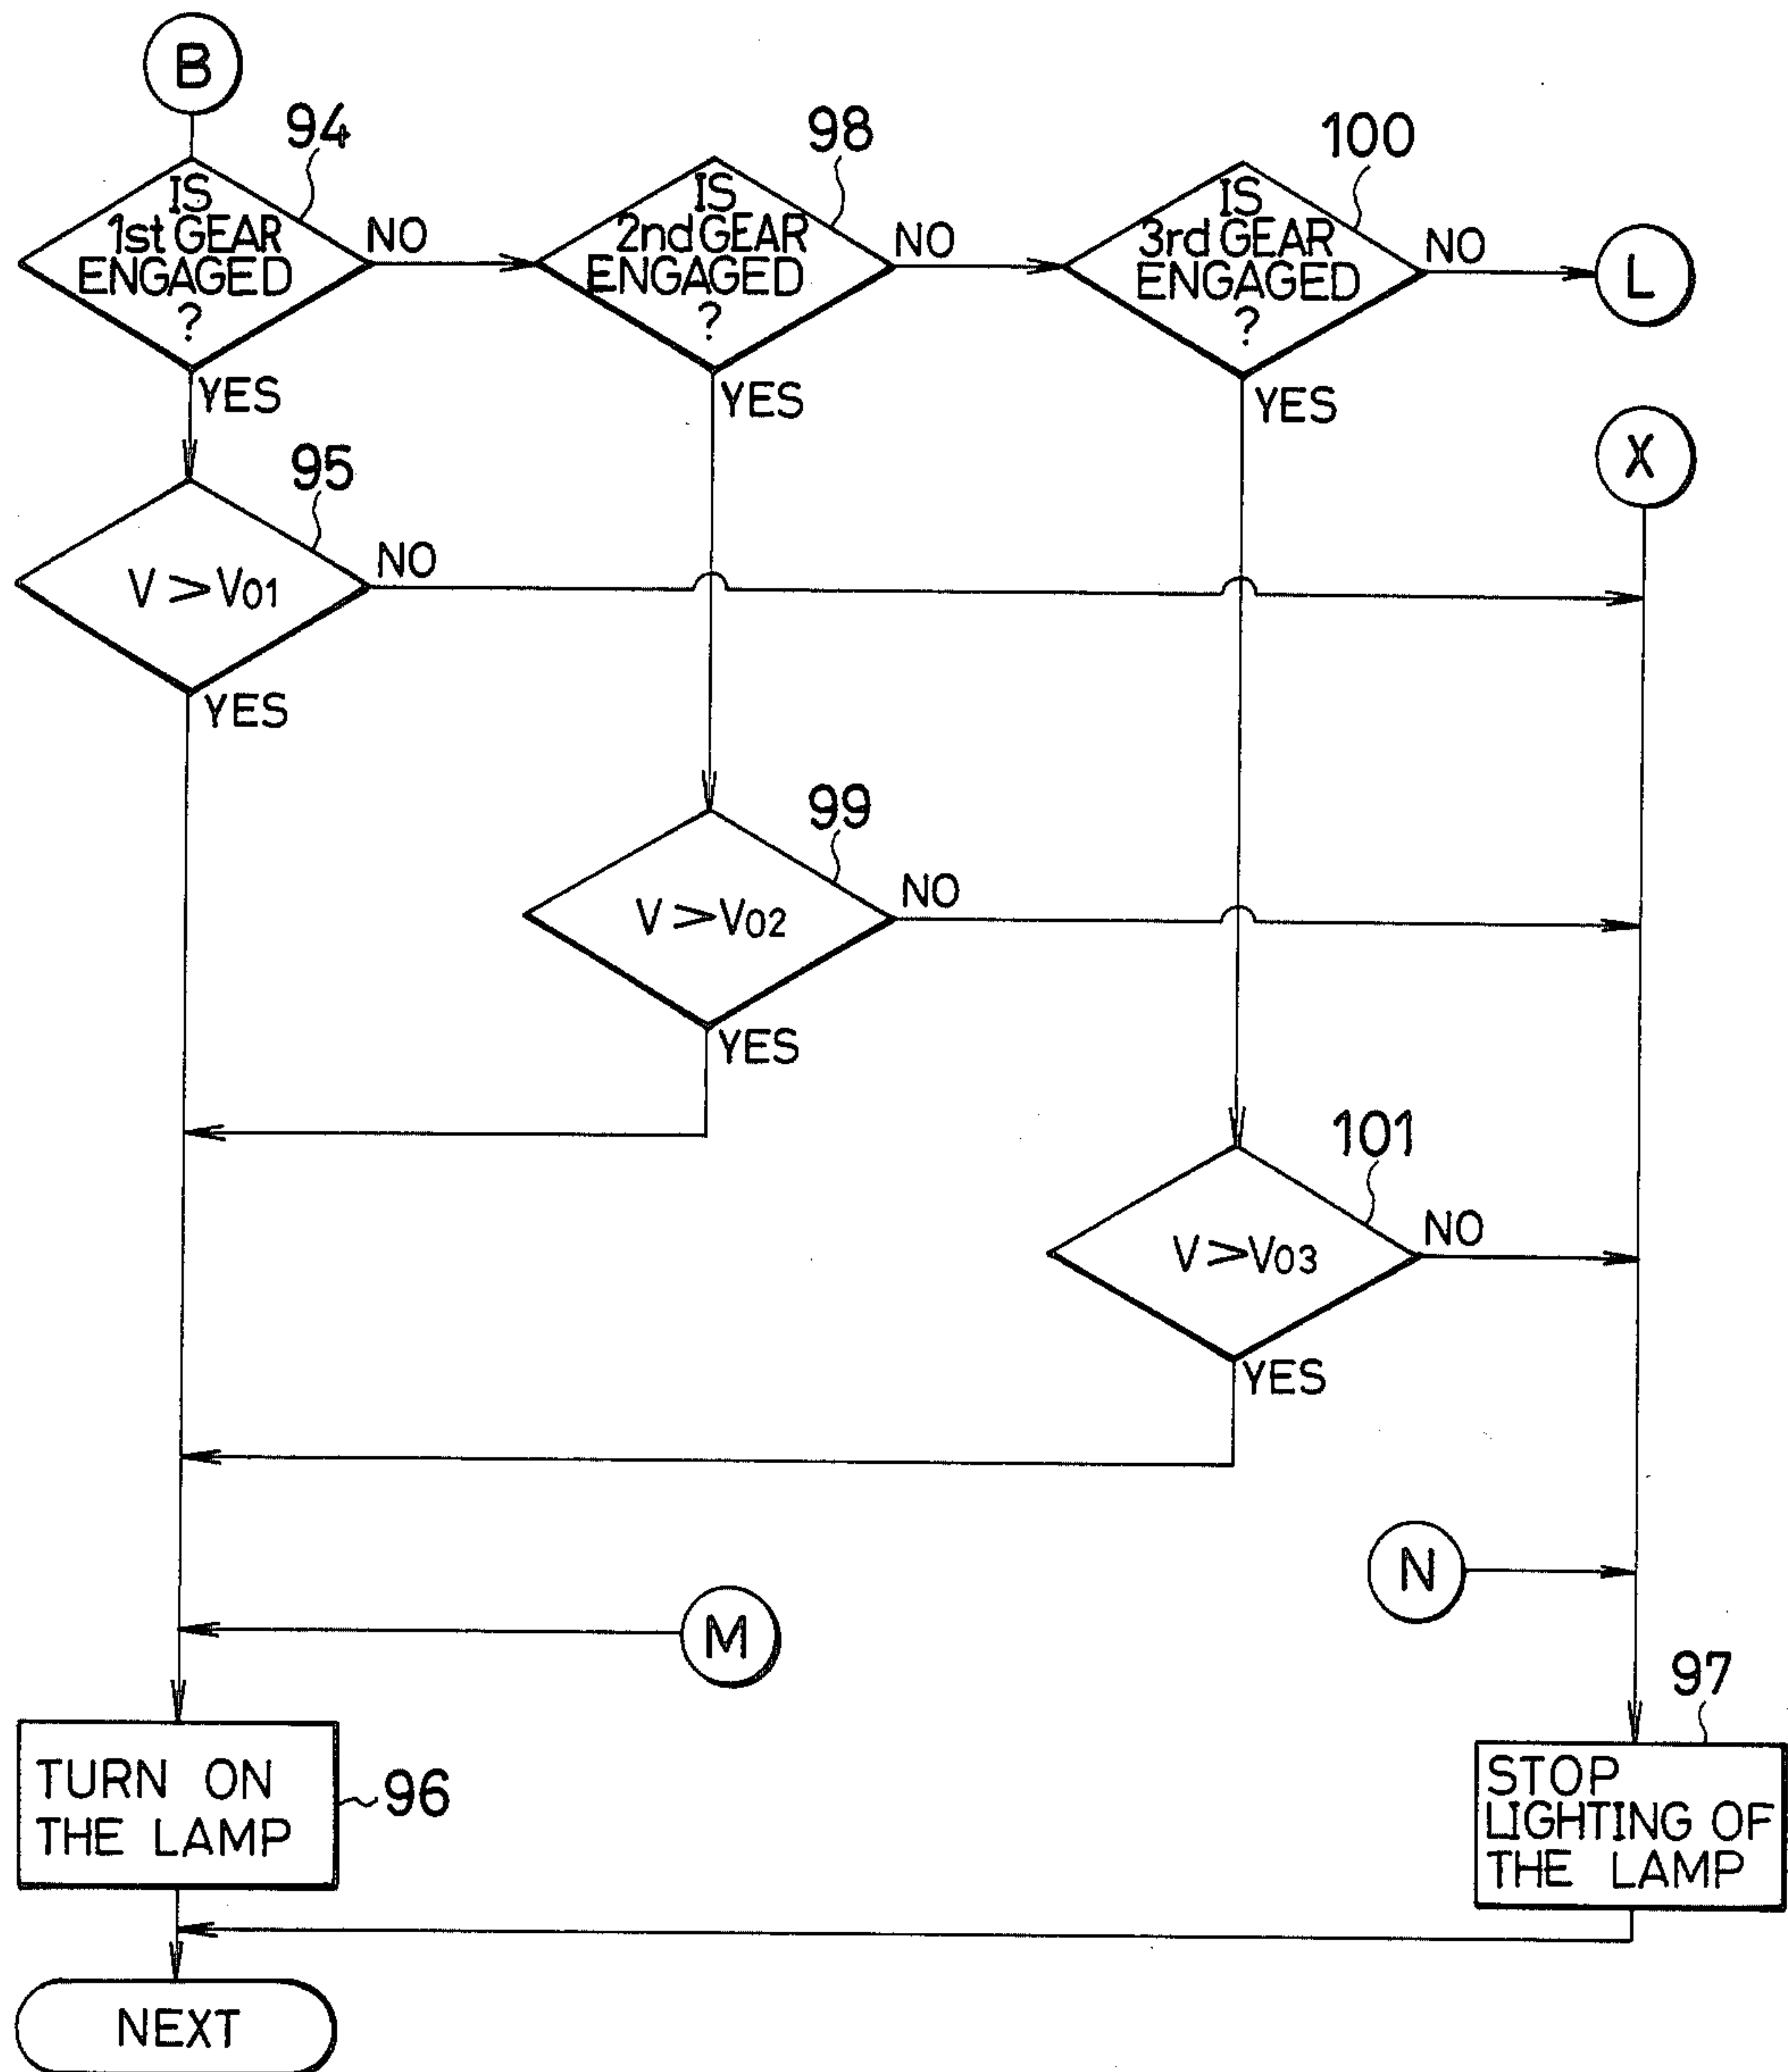 B
94
98
100
IS
1st GEAR
ENGAGED
?
NO
IS
2nd GEAR
ENGAGED
?
NO
IS
3rd GEAR
ENGAGED
?
NO
L
YES
YES
YES
X
95
V > V01
NO
YES
99
V > V02
NO
YES
101
V > V03
NO
YES
N
M
97
TURN ON
THE LAMP
96
STOP
LIGHTING OF
THE LAMP
NEXT